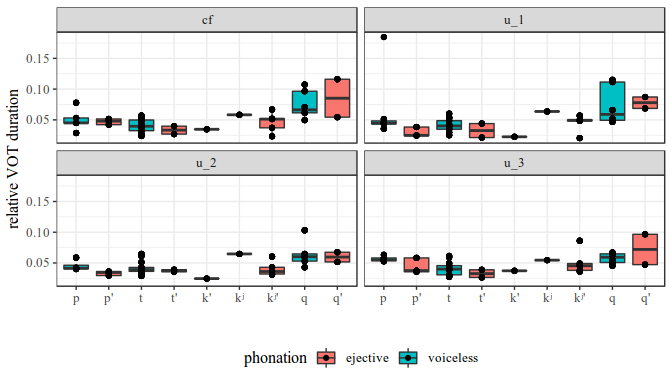 cf u_1
0.15
0.10
0.05
u_2 u_3
0.15
0.10
0.05
relative VOT duration
p p' t t' k' kʲ kʲ' q q' p p' t t' k' kʲ kʲ' q q'
phonation ejective voiceless